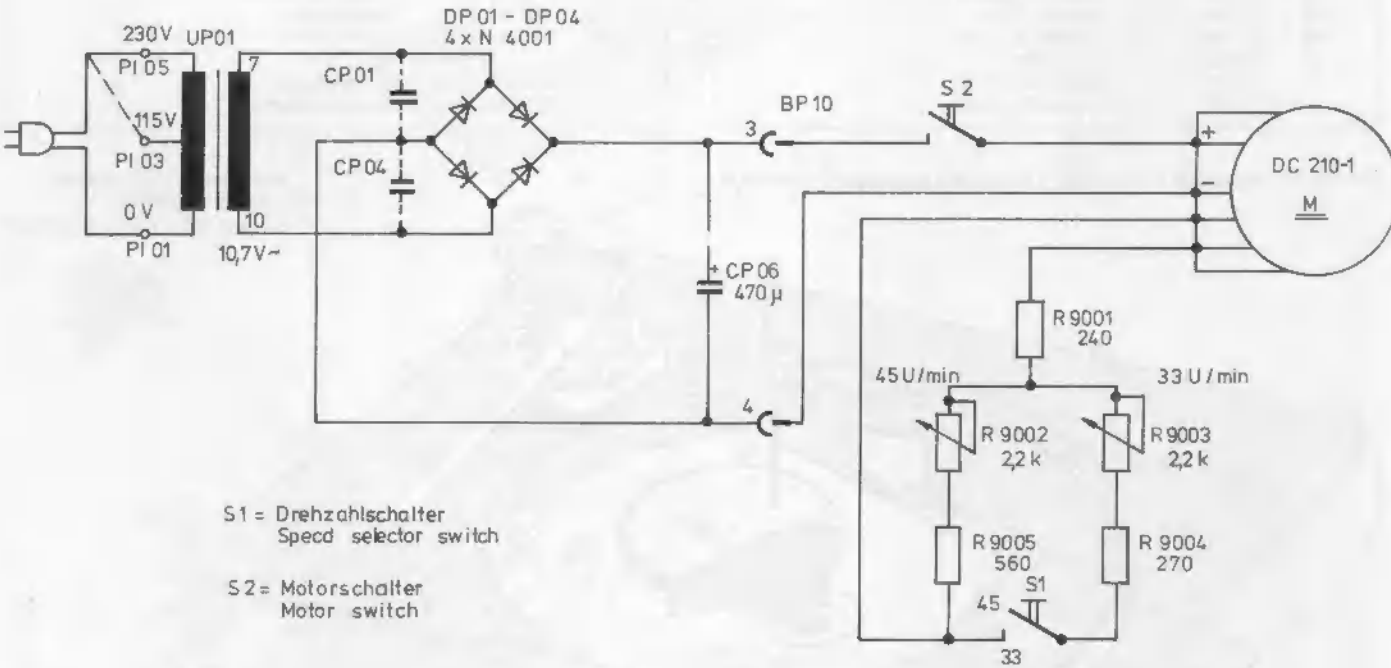 DP 01 - DP 04
4 x N 4001
230V
UP01
PI 05
7
CP 01
115V
PI 03
CP 04
0 V
PI 01
10
10,7V~
+ CP 06
470 µ
3
BP 10
4
S 2
+
-
DC 210-1
M
R 9001
240
45 U/min
33 U/min
R 9002
2,2 k
R 9003
2,2 k
R 9005
560
R 9004
270
S1
45
33
S1 = Drehzahlschalter
Specd selector switch
S2 = Motorschalter
Motor switch